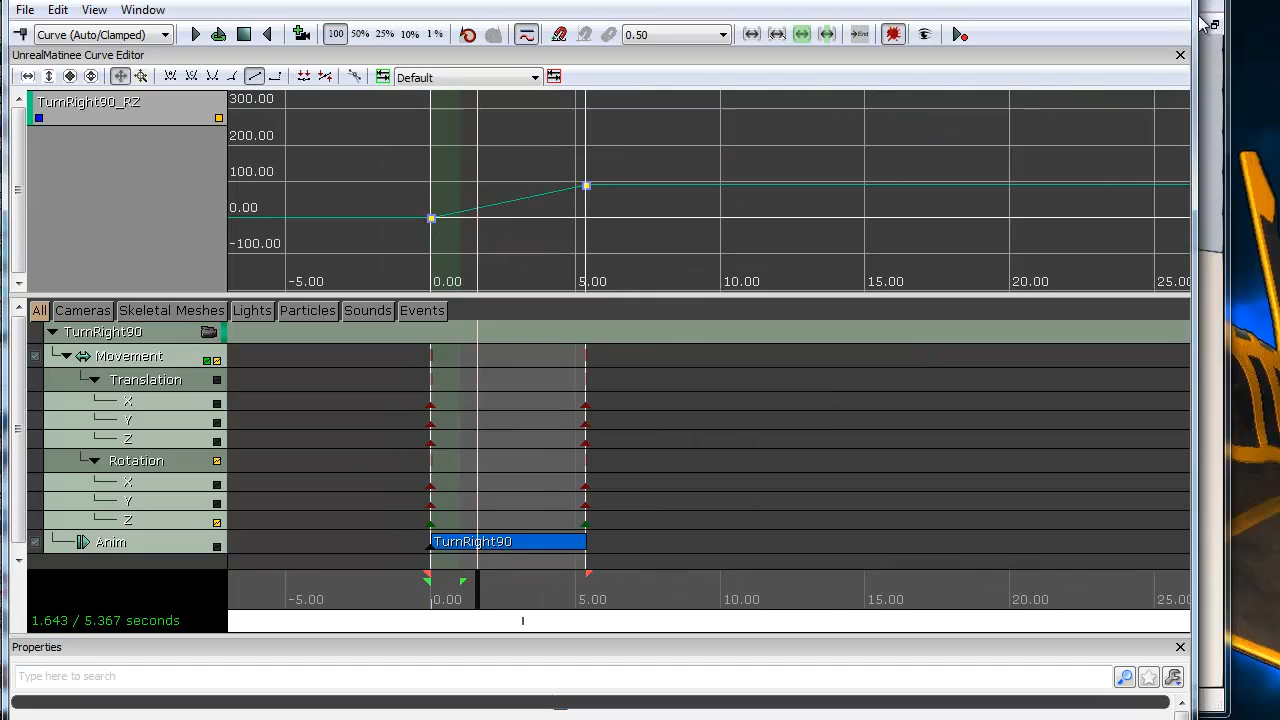 File Edit View Window
Curve (Auto/Clamped) 100 50% 25% 10% 1% 0.50 End
UnrealMatinee Curve Editor
Default
TurnRight90_RZ
300.00
200.00
100.00
0.00
-100.00
-5.00 0.00 5.00 10.00 15.00 20.00 25.00
All Cameras Skeletal Meshes Lights Particles Sounds Events
TurnRight90
Movement
Translation
X
Y
Z
Rotation
X
Y
Z
Anim TurnRight90
-5.00 0.00 5.00 10.00 15.00 20.00 25.00
1.643 / 5.367 seconds
Properties
Type here to search